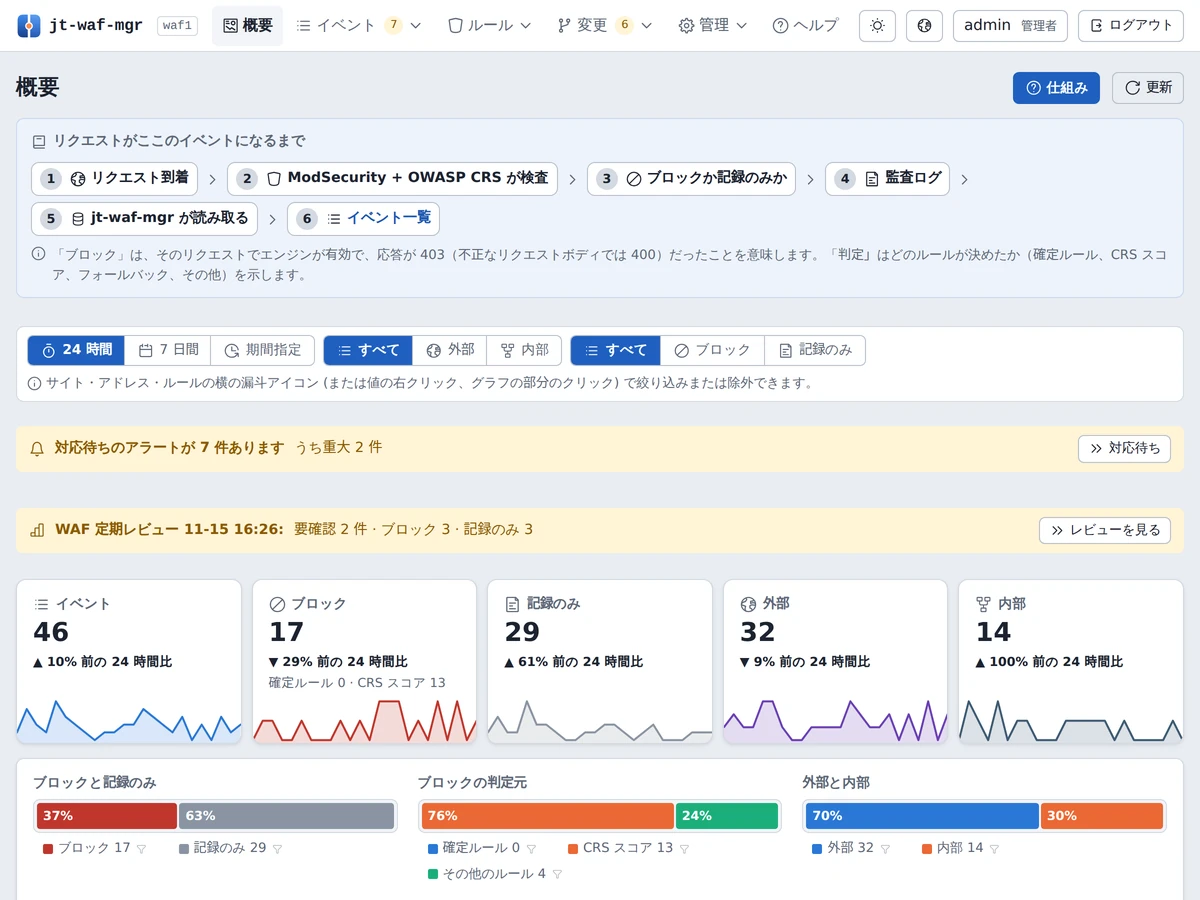 jt-waf-mgr waf1 概要 イベント 7 ルール 変更 6 管理 ヘルプ admin 管理者 ログアウト
概要 仕組み 更新
リクエストがここのイベントになるまで
1 リクエスト到着 2 ModSecurity + OWASP CRS が検査 3 ブロックか記録のみか 4 監査ログ
5 jt-waf-mgr が読み取る 6 イベント一覧
「ブロック」は、そのリクエストでエンジンが有効で、応答が 403（不正なリクエストボディでは 400）だったことを意味します。「判定」はどのルールが決めたか（確定ルール、CRS スコ
ア、フォールバック、その他）を示します。
24 時間 7 日間 期間指定 すべて 外部 内部 すべて ブロック 記録のみ
サイト・アドレス・ルールの横の漏斗アイコン (または値の右クリック、グラフの部分のクリック) で絞り込みまたは除外できます。
対応待ちのアラートが 7 件あります うち重大 2 件 対応待ち
WAF 定期レビュー 11-15 16:26: 要確認 2 件 · ブロック 3 · 記録のみ 3 レビューを見る
イベント ブロック 記録のみ 外部 内部
46 17 29 32 14
▲ 10% 前の 24 時間比 ▼ 29% 前の 24 時間比 ▲ 61% 前の 24 時間比 ▼ 9% 前の 24 時間比 ▲ 100% 前の 24 時間比
確定ルール 0 · CRS スコア 13
ブロックと記録のみ ブロックの判定元 外部と内部
37% 63% 76% 24% 70% 30%
ブロック 17 記録のみ 29 確定ルール 0 CRS スコア 13 外部 32 内部 14
その他のルール 4